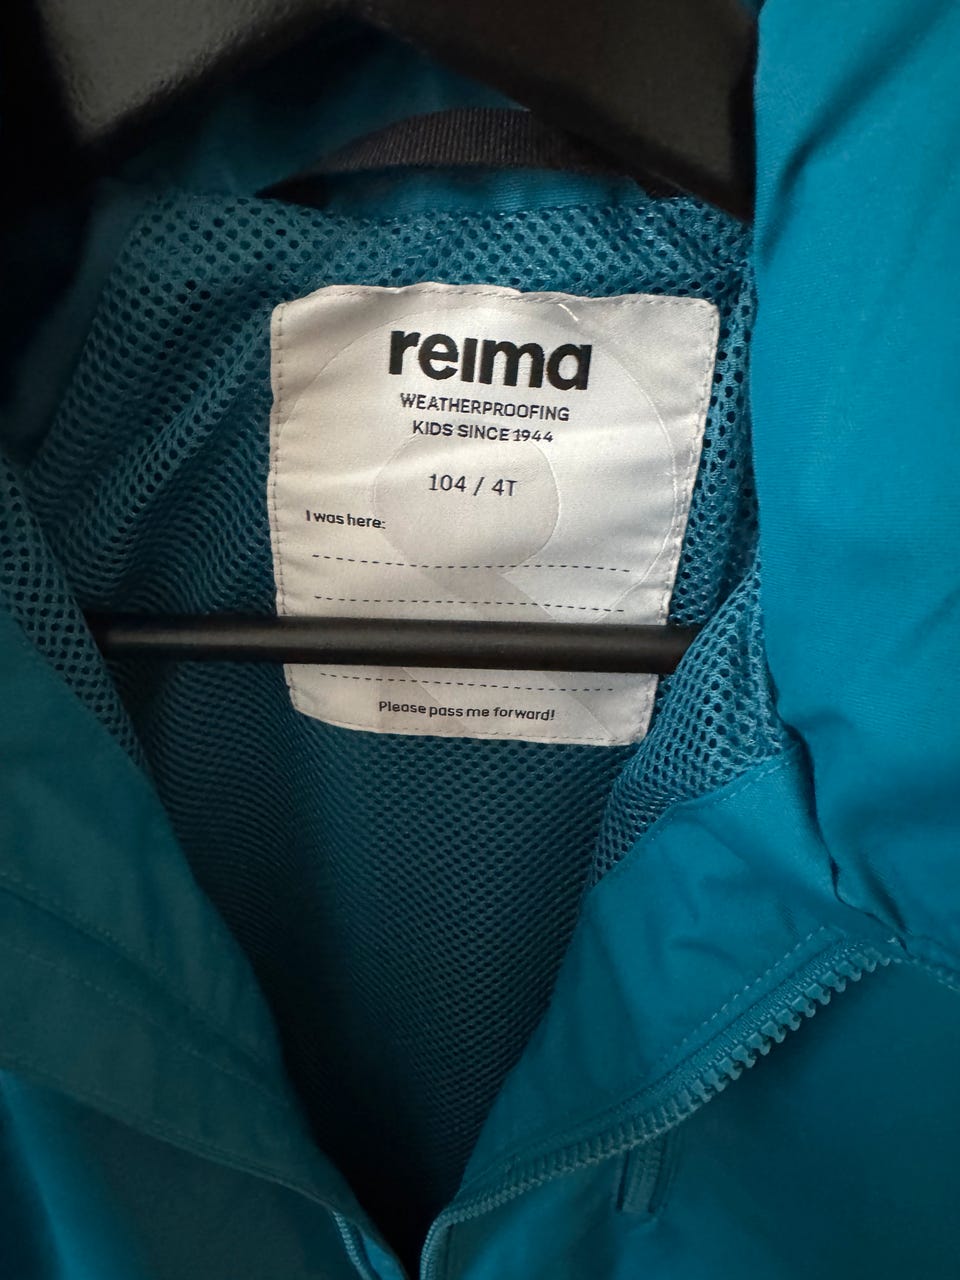 reima
WEATHERPROOFING
KIDS SINCE 1944
104 / 4T
I was here:
Please pass me forward!